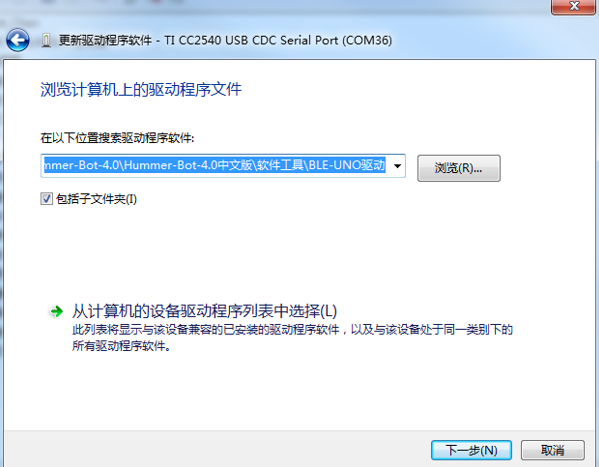 更新驱动程序软件 - TI CC2540 USB CDC Serial Port (COM36)
浏览计算机上的驱动程序文件
在以下位置搜索驱动程序软件:
mmer-Bot-4.0\Hummer-Bot-4.0中文版\软件工具\BLE-UNO驱动
浏览(R)...
包括子文件夹(I)
从计算机的设备驱动程序列表中选择(L)
此列表将显示与该设备兼容的已安装的驱动程序软件，以及与该设备处于同一类别下的
所有驱动程序软件。
下一步(N)
取消